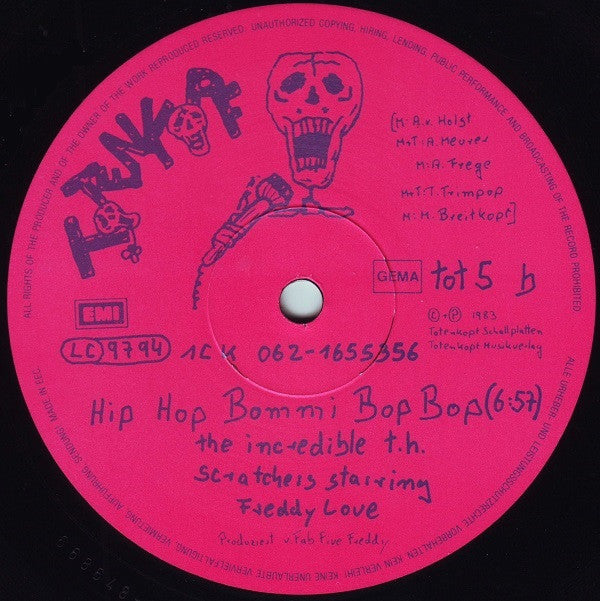 ALL RIGHTS OF THE PRODUCER AND OF THE OWNER OF THE WORK REPRODUCED RESERVED. UNAUTHORIZED COPYING, HIRING, LENDING, PUBLIC PERFORMANCE AND BROADCASTING OF THE RECORD PROHIBITED
TOTENKOPF
[M: A.v. Holst
M+T: A. Meurer
M: A. Frege
M+T: T. Trimpop
M: M. Breitkopf]
GEMA tot 5 b
EMI
LC 9794 1C K 062-1655356
© + ℗ 1983
Totenkopf Schallplatten
Totenkopf Musikverlag
Hip Hop Bommi Bop Bop (6:57)
the incredible t.h.
scratchers starring
Freddy Love
Produziert v. Fab Five Freddy
ALLE URHEBER- UND LEISTUNGSSCHUTZRECHTE VORBEHALTEN KEIN VERLEIH! KEINE UNERLAUBTE VERVIELFÄLTIGUNG, VERMIETUNG, AUFFÜHRUNG, SENDUNG. MADE IN EEC.